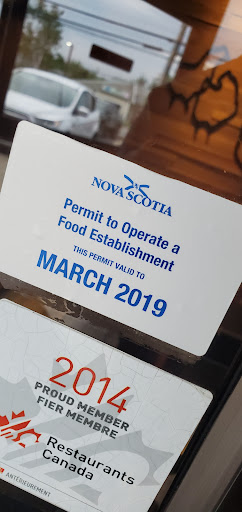 NOVA SCOTIA
Permit to Operate a
Food Establishment
THIS PERMIT VALID TO
MARCH 2019
2014
PROUD MEMBER
FIER MEMBRE
Restaurants
Canada
ANTÉRIEUREMENT